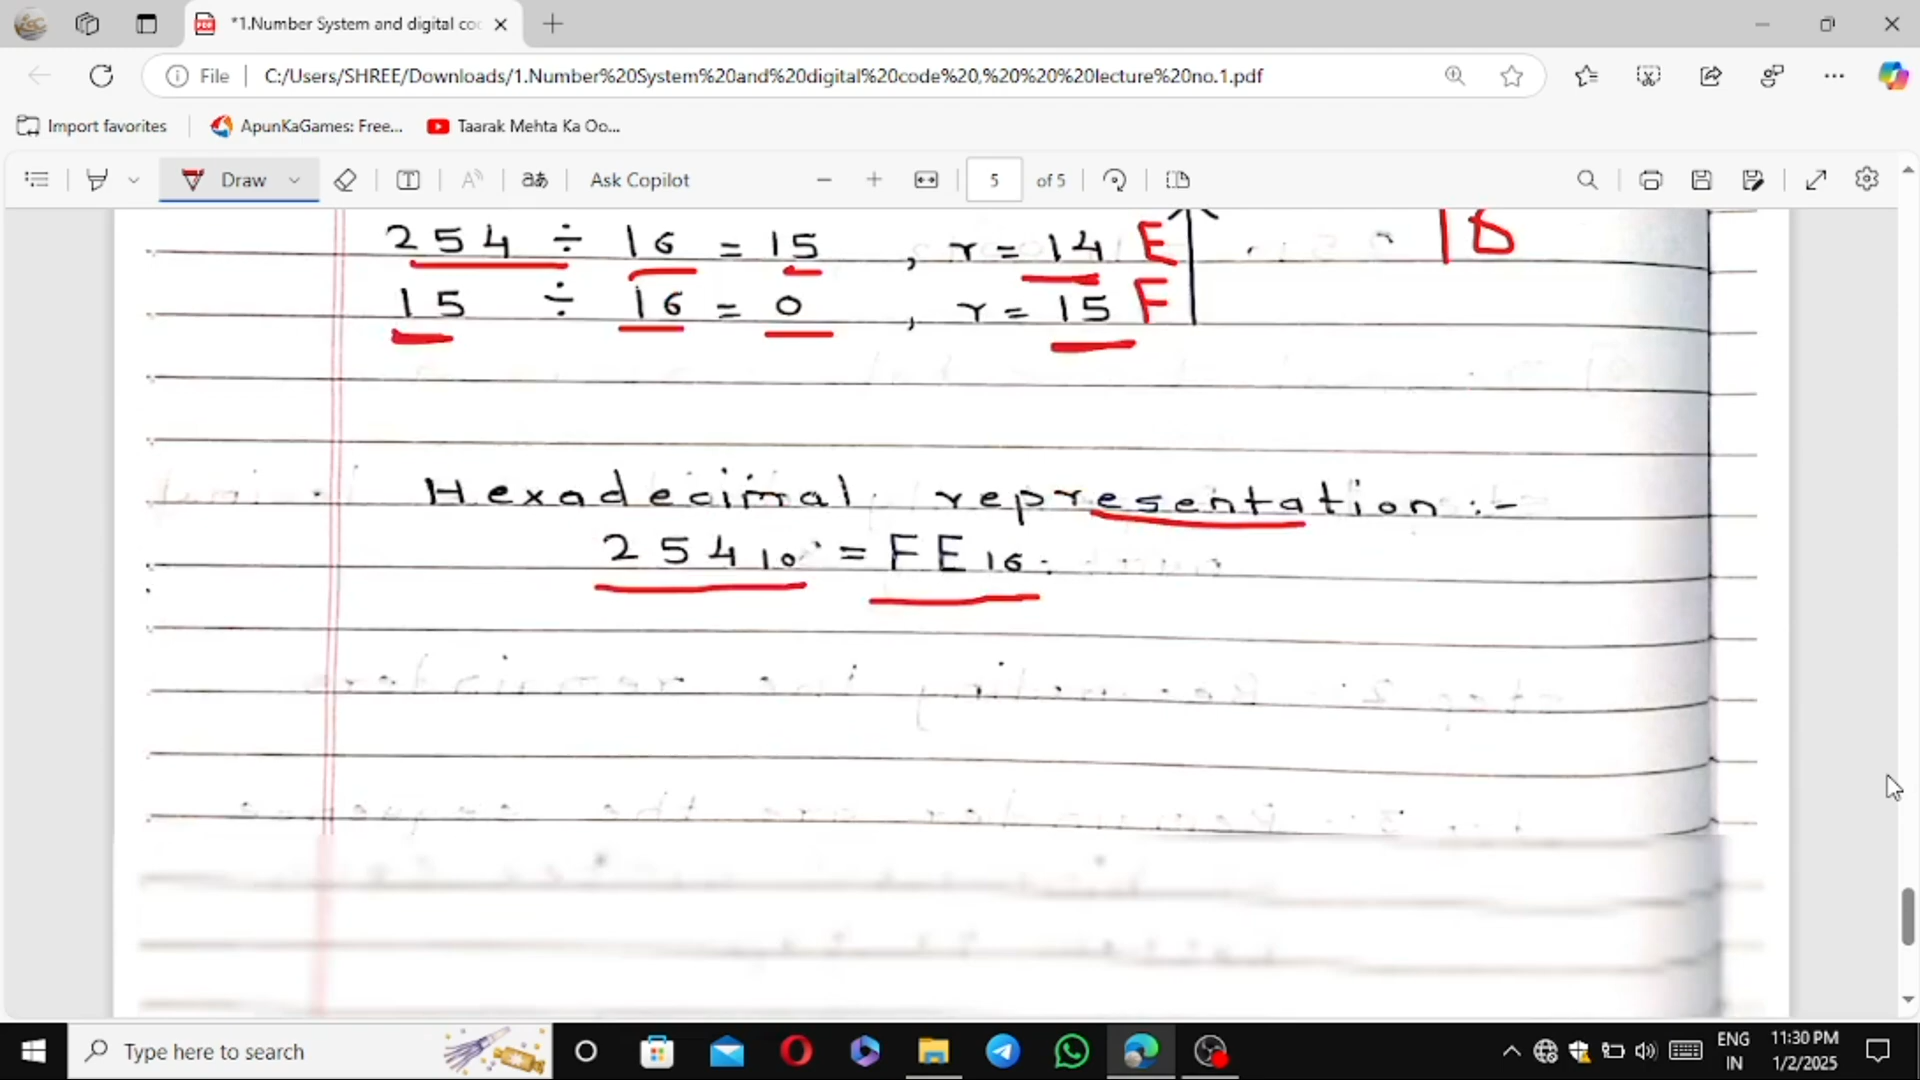 *1.Number System and digital co
File
C:/Users/SHREE/Downloads/1.Number%20System%20and%20digital%20code%20,%20%20%20lecture%20no.1.pdf
Import favorites
ApunKaGames: Free...
Taarak Mehta Ka Oo...
Draw
Ask Copilot
5
of 5
254 ÷ 16 = 15 , r = 14 E
15 ÷ 16 = 0 , r = 15 F
Hexadecimal representation :-
254₁₀ = FE₁₆.
Type here to search
ENG
IN
11:30 PM
1/2/2025